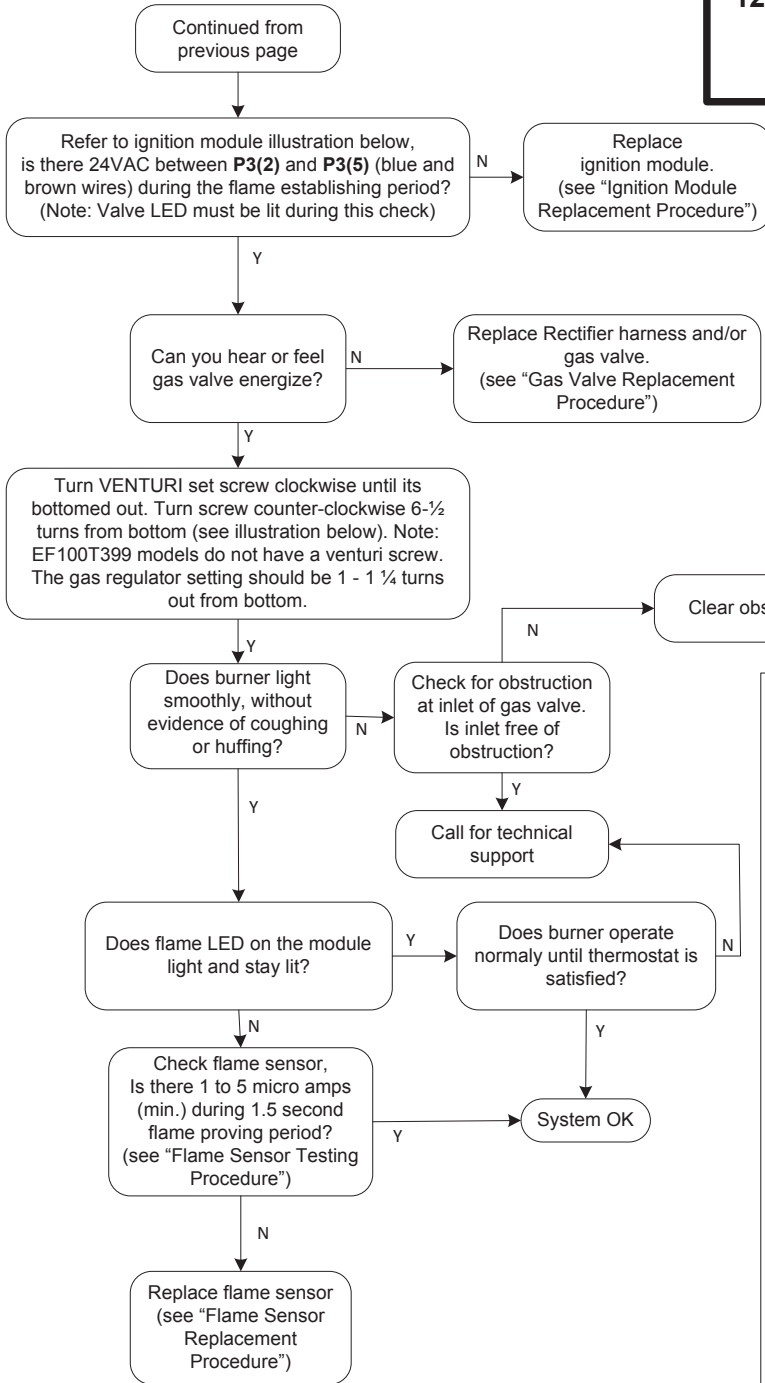 Continued from
previous page
12
Refer to ignition module illustration below,
is there 24VAC between P3(2) and P3(5) (blue and
brown wires) during the flame establishing period?
(Note: Valve LED must be lit during this check)
N
Replace
ignition module.
(see “Ignition Module
Replacement Procedure”)
Y
Can you hear or feel
gas valve energize?
N
Replace Rectifier harness and/or
gas valve.
(see “Gas Valve Replacement
Procedure”)
Y
Turn VENTURI set screw clockwise until its
bottomed out. Turn screw counter-clockwise 6-½
turns from bottom (see illustration below). Note:
EF100T399 models do not have a venturi screw.
The gas regulator setting should be 1 - 1 ¼ turns
out from bottom.
Y
Does burner light
smoothly, without
evidence of coughing
or huffing?
N
Check for obstruction
at inlet of gas valve.
Is inlet free of
obstruction?
N
Clear obs
Y
Call for technical
support
Y
Does flame LED on the module
light and stay lit?
Y
Does burner operate
normaly until thermostat is
satisfied?
N
Y
N
Check flame sensor,
Is there 1 to 5 micro amps
(min.) during 1.5 second
flame proving period?
(see “Flame Sensor Testing
Procedure”)
Y
System OK
N
Replace flame sensor
(see “Flame Sensor
Replacement
Procedure”)